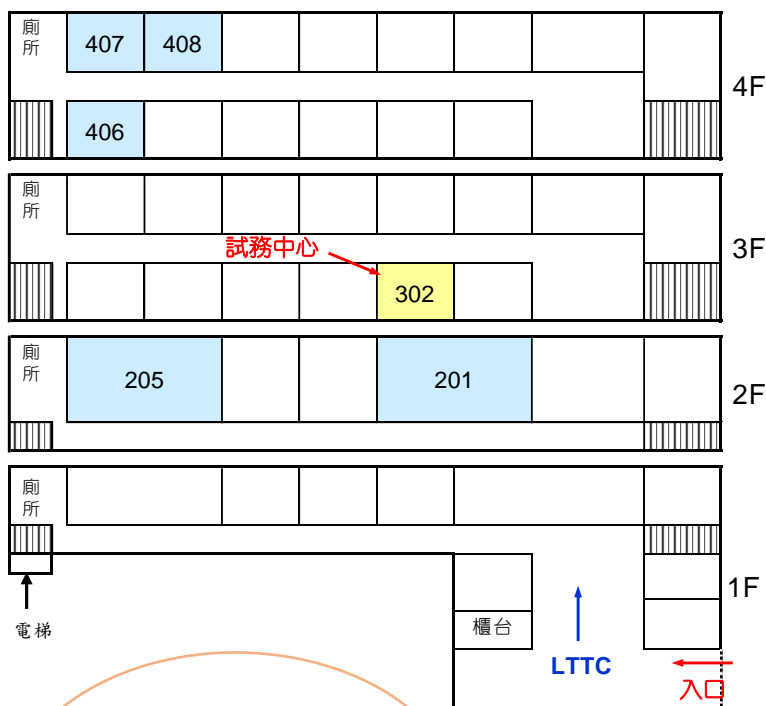 廁
所
407
408
406
4F
廁
所
試務中心
302
3F
廁
所
205
201
2F
廁
所
1F
電梯
櫃台
LTTC
入口